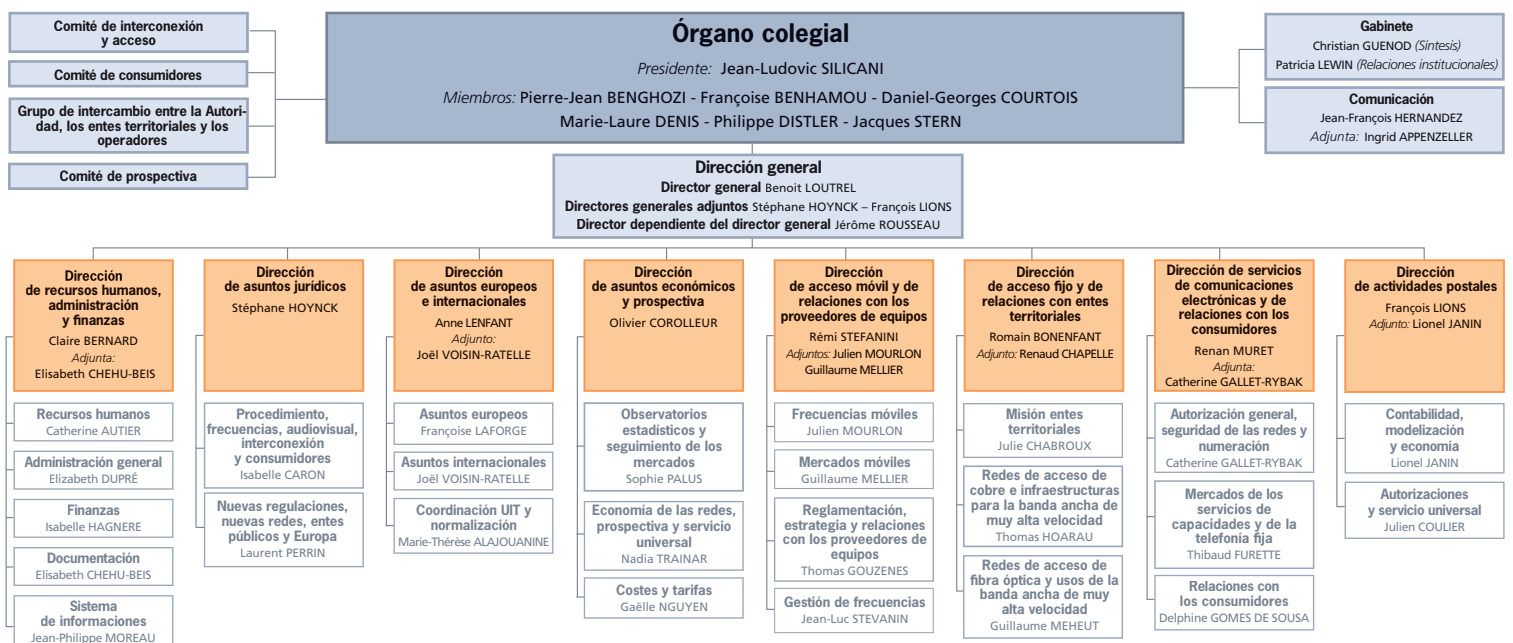 Comité de interconexión
y acceso
Comité de consumidores
Grupo de intercambio entre la Autori-
dad, los entes territoriales y los
operadores
Comité de prospectiva
Órgano colegial
Presidente: Jean-Ludovic SILICANI
Miembros: Pierre-Jean BENGHOZI - Françoise BENHAMOU - Daniel-Georges COURTOIS
Marie-Laure DENIS - Philippe DISTLER - Jacques STERN
Gabinete
Christian GUENOD (Síntesis)
Patricia LEWIN (Relaciones institucionales)
Comunicación
Jean-François HERNANDEZ
Adjunta: Ingrid APPENZELLER
Dirección general
Director general Benoit LOUTREL
Directores generales adjuntos Stéphane HOYNCK – François LIONS
Director dependiente del director general Jérôme ROUSSEAU
Dirección
de recursos humanos,
administración
y finanzas
Claire BERNARD
Adjunta:
Elisabeth CHEHU-BEIS
Recursos humanos
Catherine AUTIER
Administración general
Elizabeth DUPRÉ
Finanzas
Isabelle HAGNERE
Documentación
Elisabeth CHEHU-BEIS
Sistema
de informaciones
Jean-Philippe MOREAU
Dirección
de asuntos jurídicos
Stéphane HOYNCK
Procedimiento,
frecuencias, audiovisual,
interconexión
y consumidores
Isabelle CARON
Nuevas regulaciones,
nuevas redes, entes
públicos y Europa
Laurent PERRIN
Dirección
de asuntos europeos
e internacionales
Anne LENFANT
Adjunto:
Joël VOISIN-RATELLE
Asuntos europeos
Françoise LAFORGE
Asuntos internacionales
Joël VOISIN-RATELLE
Coordinación UIT y
normalización
Marie-Thérèse ALAJOUANINE
Dirección
de asuntos económicos
y prospectiva
Olivier COROLLEUR
Observatorios
estadísticos y
seguimiento de los
mercados
Sophie PALUS
Economía de las redes,
prospectiva y servicio
universal
Nadia TRAINAR
Costes y tarifas
Gaëlle NGUYEN
Dirección
de acceso móvil y de
relaciones con los
proveedores de equipos
Rémi STEFANINI
Adjuntos: Julien MOURLON
Guillaume MELLIER
Frecuencias móviles
Julien MOURLON
Mercados móviles
Guillaume MELLIER
Reglamentación,
estrategia y relaciones
con los proveedores de
equipos
Thomas GOUZENES
Gestión de frecuencias
Jean-Luc STEVANIN
Dirección
de acceso fijo y de
relaciones con entes
territoriales
Romain BONENFANT
Adjunto: Renaud CHAPELLE
Misión entes
territoriales
Julie CHABROUX
Redes de acceso de
cobre e infraestructuras
para la banda ancha de
muy alta velocidad
Thomas HOARAU
Redes de acceso de
fibra óptica y usos de la
banda ancha de muy
alta velocidad
Guillaume MEHEUT
Dirección de servicios
de comunicaciones
electrónicas y de
relaciones con los
consumidores
Renan MURET
Adjunta:
Catherine GALLET-RYBAK
Autorización general,
seguridad de las redes y
numeración
Catherine GALLET-RYBAK
Mercados de los
servicios de
capacidades y de la
telefonía fija
Thibaud FURETTE
Relaciones con
los consumidores
Delphine GOMES DE SOUSA
Dirección
de actividades postales
François LIONS
Adjunto: Lionel JANIN
Contabilidad,
modelización
y economía
Lionel JANIN
Autorizaciones
y servicio universal
Julien COULIER